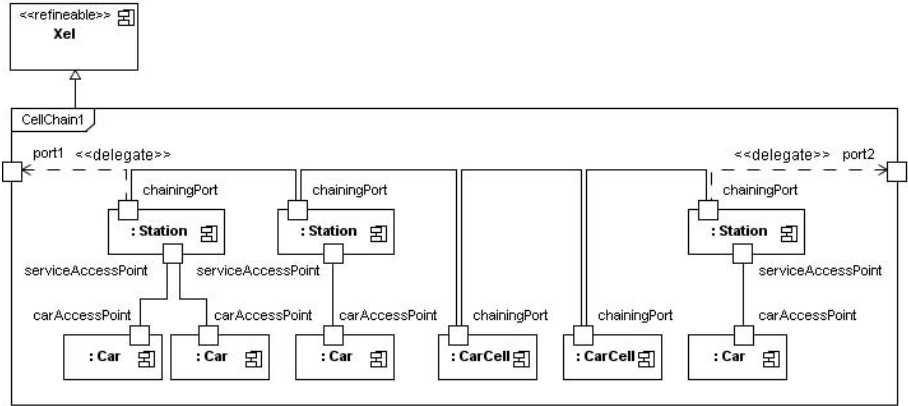 <<refineable>>
Xel
CellChain1
port1 <<delegate>>
<<delegate>> port2
chainingPort
chainingPort
chainingPort
: Station
: Station
: Station
serviceAccessPoint
serviceAccessPoint
serviceAccessPoint
carAccessPoint
carAccessPoint
carAccessPoint
chainingPort
chainingPort
carAccessPoint
: Car
: Car
: Car
: CarCell
: CarCell
: Car